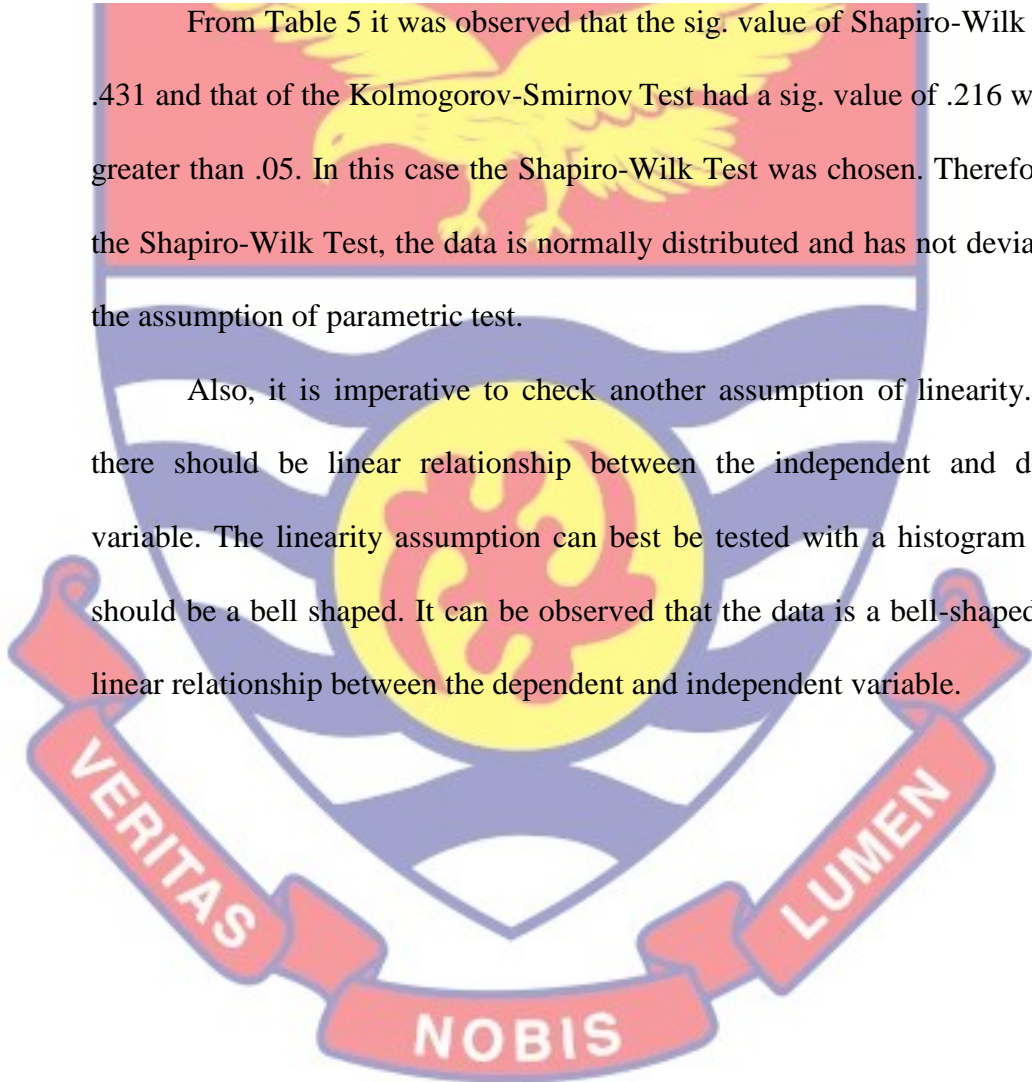 From Table 5 it was observed that the sig. value of Shapiro-Wilk
.431 and that of the Kolmogorov-Smirnov Test had a sig. value of .216 w
greater than .05. In this case the Shapiro-Wilk Test was chosen. Therefo
the Shapiro-Wilk Test, the data is normally distributed and has not devia
the assumption of parametric test.
Also, it is imperative to check another assumption of linearity.
there should be linear relationship between the independent and d
variable. The linearity assumption can best be tested with a histogram
should be a bell shaped. It can be observed that the data is a bell-shaped
linear relationship between the dependent and independent variable.
VERITAS
NOBIS
LUMEN